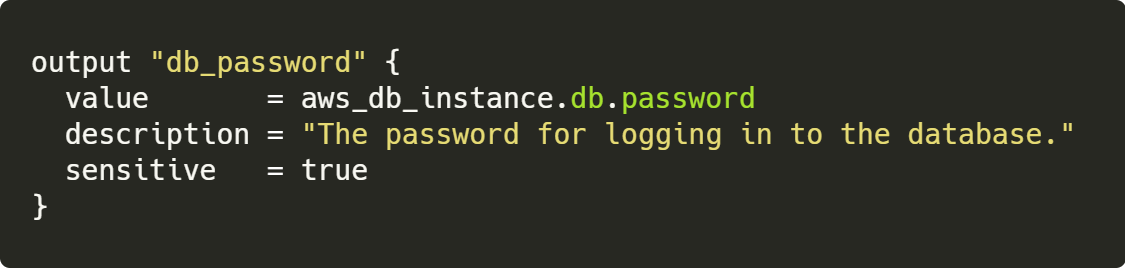 output "db_password" {
  value       = aws_db_instance.db.password
  description = "The password for logging in to the database."
  sensitive   = true
}